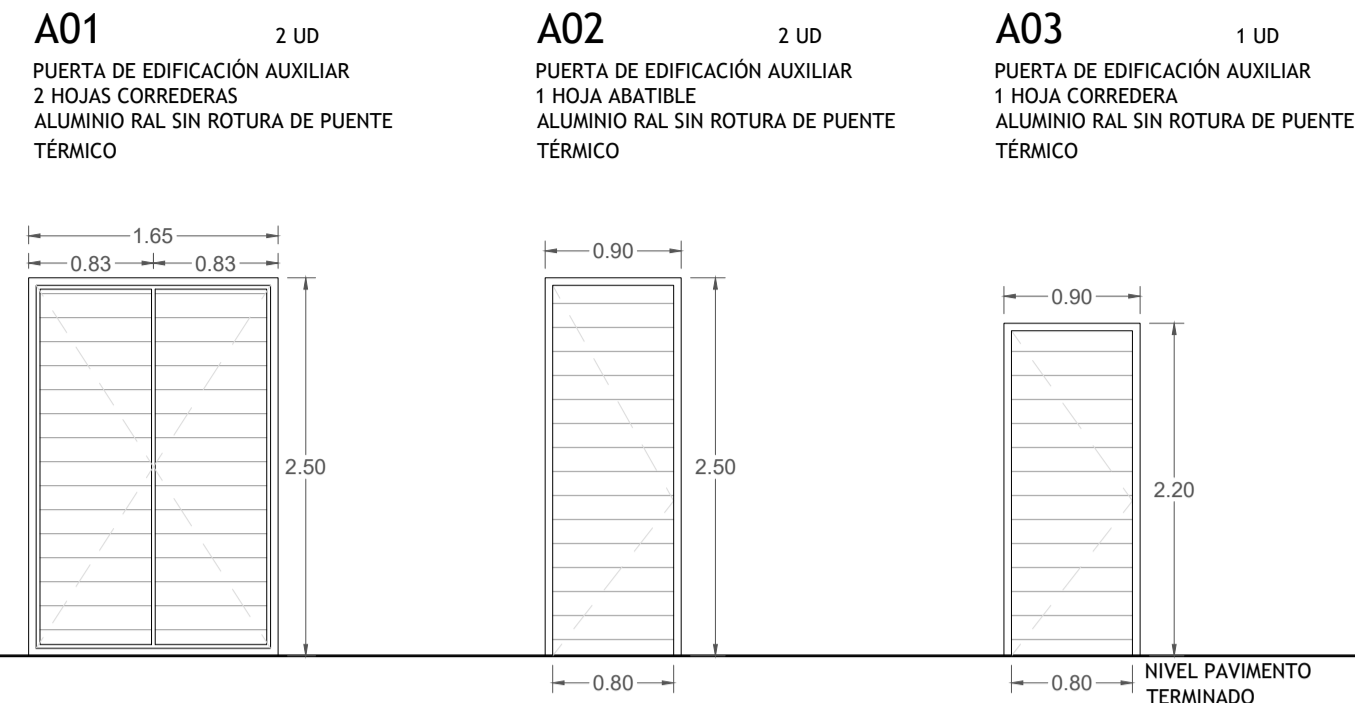 A01 2 UD
PUERTA DE EDIFICACIÓN AUXILIAR
2 HOJAS CORREDERAS
ALUMINIO RAL SIN ROTURA DE PUENTE
TÉRMICO
1.65
0.83 0.83
2.50
A02 2 UD
PUERTA DE EDIFICACIÓN AUXILIAR
1 HOJA ABATIBLE
ALUMINIO RAL SIN ROTURA DE PUENTE
TÉRMICO
0.90
2.50
0.80
A03 1 UD
PUERTA DE EDIFICACIÓN AUXILIAR
1 HOJA CORREDERA
ALUMINIO RAL SIN ROTURA DE PUENTE
TÉRMICO
0.90
2.20
0.80
NIVEL PAVIMENTO
TERMINADO